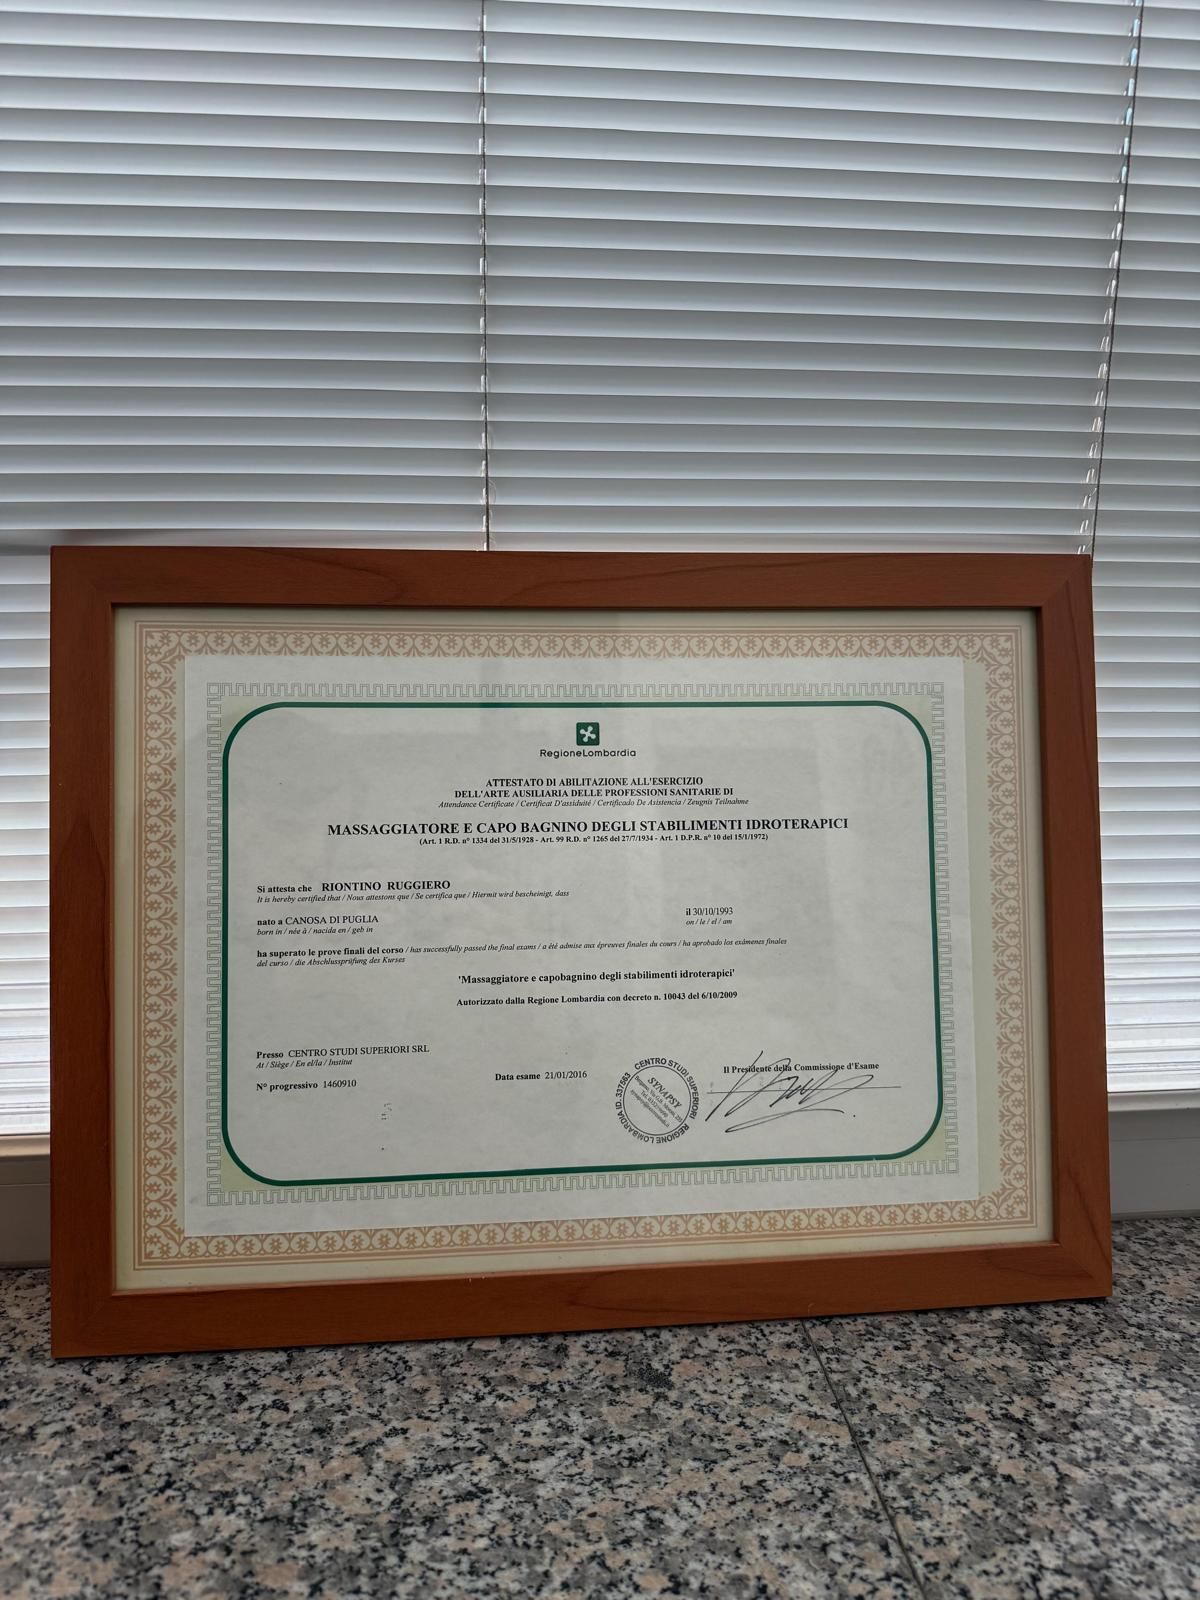 RegioneLombardia
ATTESTATO DI ABILITAZIONE ALL'ESERCIZIO
DELL'ARTE AUSILIARIA DELLE PROFESSIONI SANITARIE DI
Attendance Certificate / Certificat D'assiduité / Certificado De Asistencia / Zeugnis Teilnahme
MASSAGGIATORE E CAPO BAGNINO DEGLI STABILIMENTI IDROTERAPICI
(Art. 1 R.D. n° 1334 del 31/5/1928 - Art. 99 R.D. n° 1265 del 27/7/1934 - Art. 1 D.P.R. n° 10 del 15/1/1972)
Si attesta che RIONTINO RUGGIERO
It is hereby certified that / Nous attestons que / Se certifica que / Hiermit wird bescheinigt, dass
nato a CANOSA DI PUGLIA il 30/10/1993
born in / née à / nacida en / geb in on / le / el / am
ha superato le prove finali del corso / has successfully passed the final exams / a été admise aux épreuves finales du cours / ha aprobado los exámenes finales
del curso / die Abschlussprüfung des Kurses
'Massaggiatore e capobagnino degli stabilimenti idroterapici'
Autorizzato dalla Regione Lombardia con decreto n. 10043 del 6/10/2009
Presso CENTRO STUDI SUPERIORI SRL
At / Siège / En el/la / Institut
N° progressivo 1460910
Data esame 21/01/2016
CENTRO STUDI SUPERIORI
REGIONE LOMBARDIA ID. 337563
SYNAPSY
Il Presidente della Commissione d'Esame